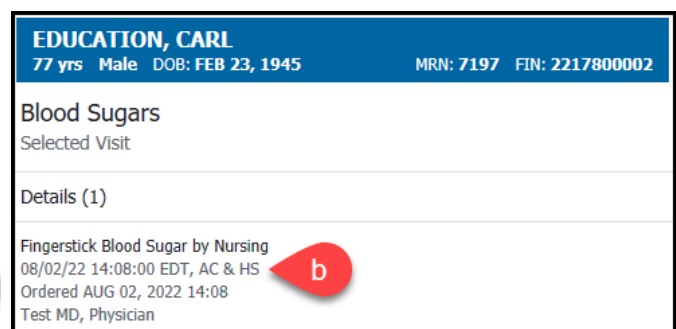 EDUCATION, CARL
77 yrs Male DOB: FEB 23, 1945 MRN: 7197 FIN: 2217800002
Blood Sugars
Selected Visit
Details (1)
Fingerstick Blood Sugar by Nursing
08/02/22 14:08:00 EDT, AC & HS b
Ordered AUG 02, 2022 14:08
Test MD, Physician